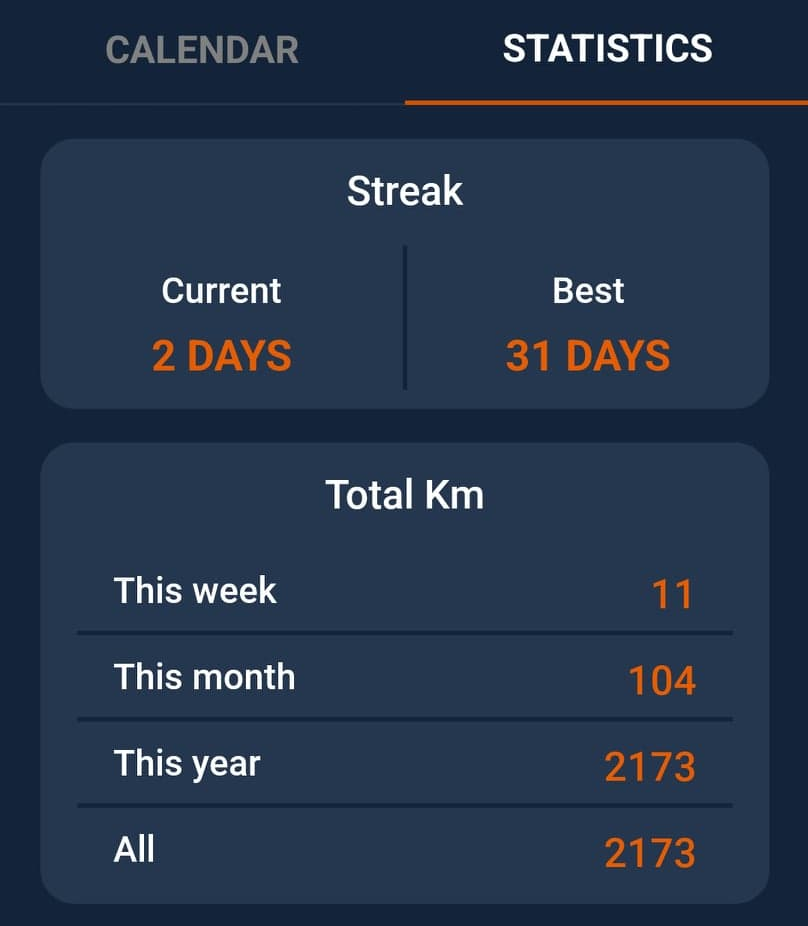 CALENDAR STATISTICS
Streak
Current Best
2 DAYS 31 DAYS
Total Km
This week 11
This month 104
This year 2173
All 2173